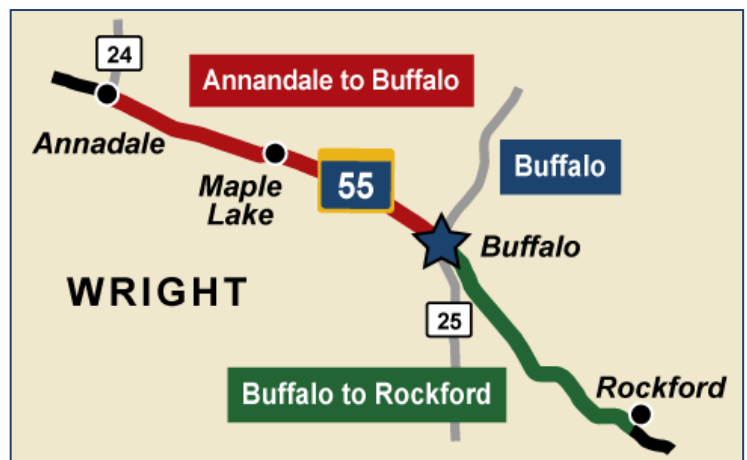 24
Annandale to Buffalo
Annadale
Maple
Lake
55
Buffalo
Buffalo
WRIGHT
25
Buffalo to Rockford
Rockford